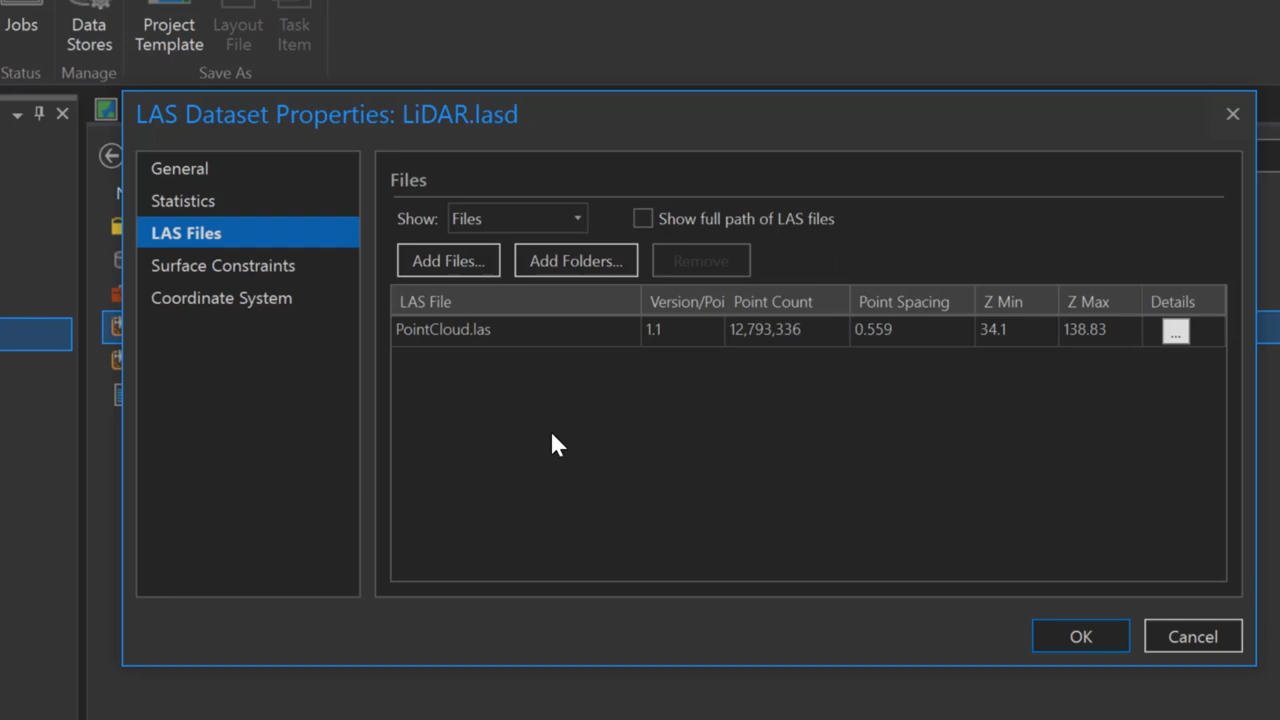 Jobs
Data Stores
Project Template
Layout File
Task Item
Status
Manage
Save As
LAS Dataset Properties: LiDAR.lasd
General
Statistics
LAS Files
Surface Constraints
Coordinate System
Files
Show: Files
Show full path of LAS files
Add Files... Add Folders... Remove
LAS File Version/Poi Point Count Point Spacing Z Min Z Max Details
PointCloud.las 1.1 12,793,336 0.559 34.1 138.83 ...
OK Cancel